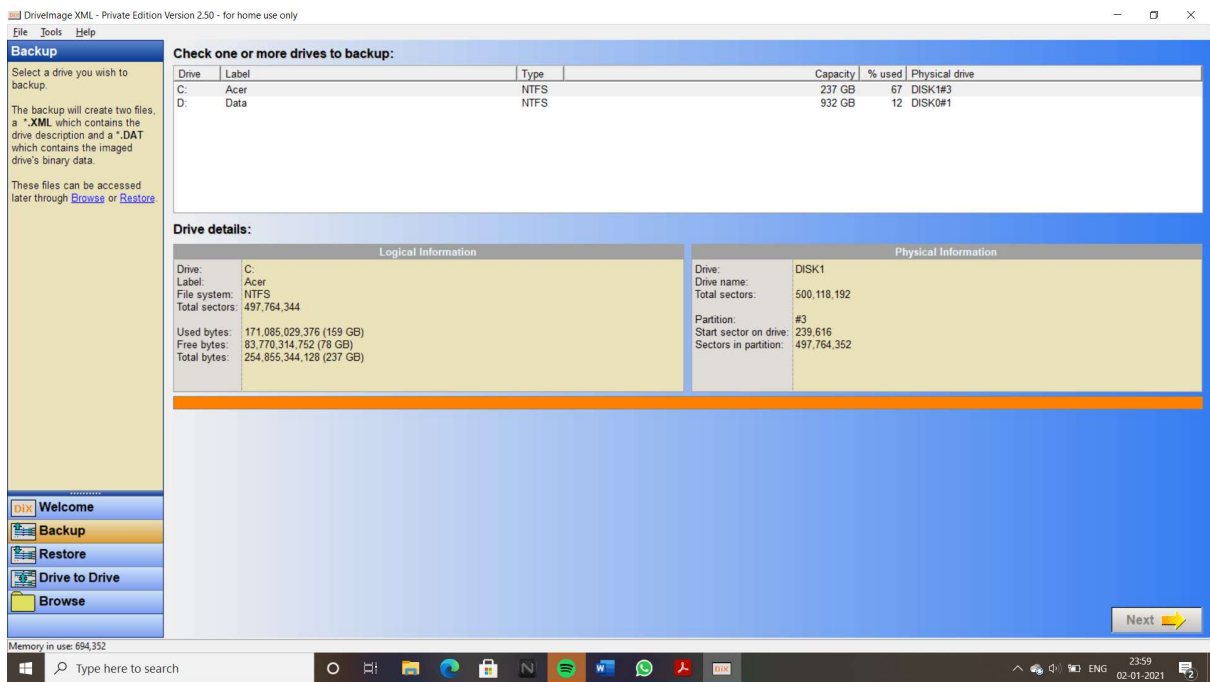 DriveImage XML - Private Edition Version 2.50 - for home use only
File Tools Help
Backup
Select a drive you wish to
backup.
The backup will create two files,
a *.XML which contains the
drive description and a *.DAT
which contains the imaged
drive's binary data.
These files can be accessed
later through Browse or Restore.
Check one or more drives to backup:
Drive Label Type Capacity % used Physical drive
C: Acer NTFS 237 GB 67 DISK1#3
D: Data NTFS 932 GB 12 DISK0#1
Drive details:
Logical Information
Drive: C:
Label: Acer
File system: NTFS
Total sectors: 497,764,344
Used bytes: 171,085,029,376 (159 GB)
Free bytes: 83,770,314,752 (78 GB)
Total bytes: 254,855,344,128 (237 GB)
Physical Information
Drive: DISK1
Drive name:
Total sectors: 500,118,192
Partition: #3
Start sector on drive: 239,616
Sectors in partition: 497,764,352
DiX Welcome
Backup
Restore
Drive to Drive
Browse
Next
Memory in use: 694,352
Type here to search
N
W
DiX
ENG
23:59
02-01-2021
2